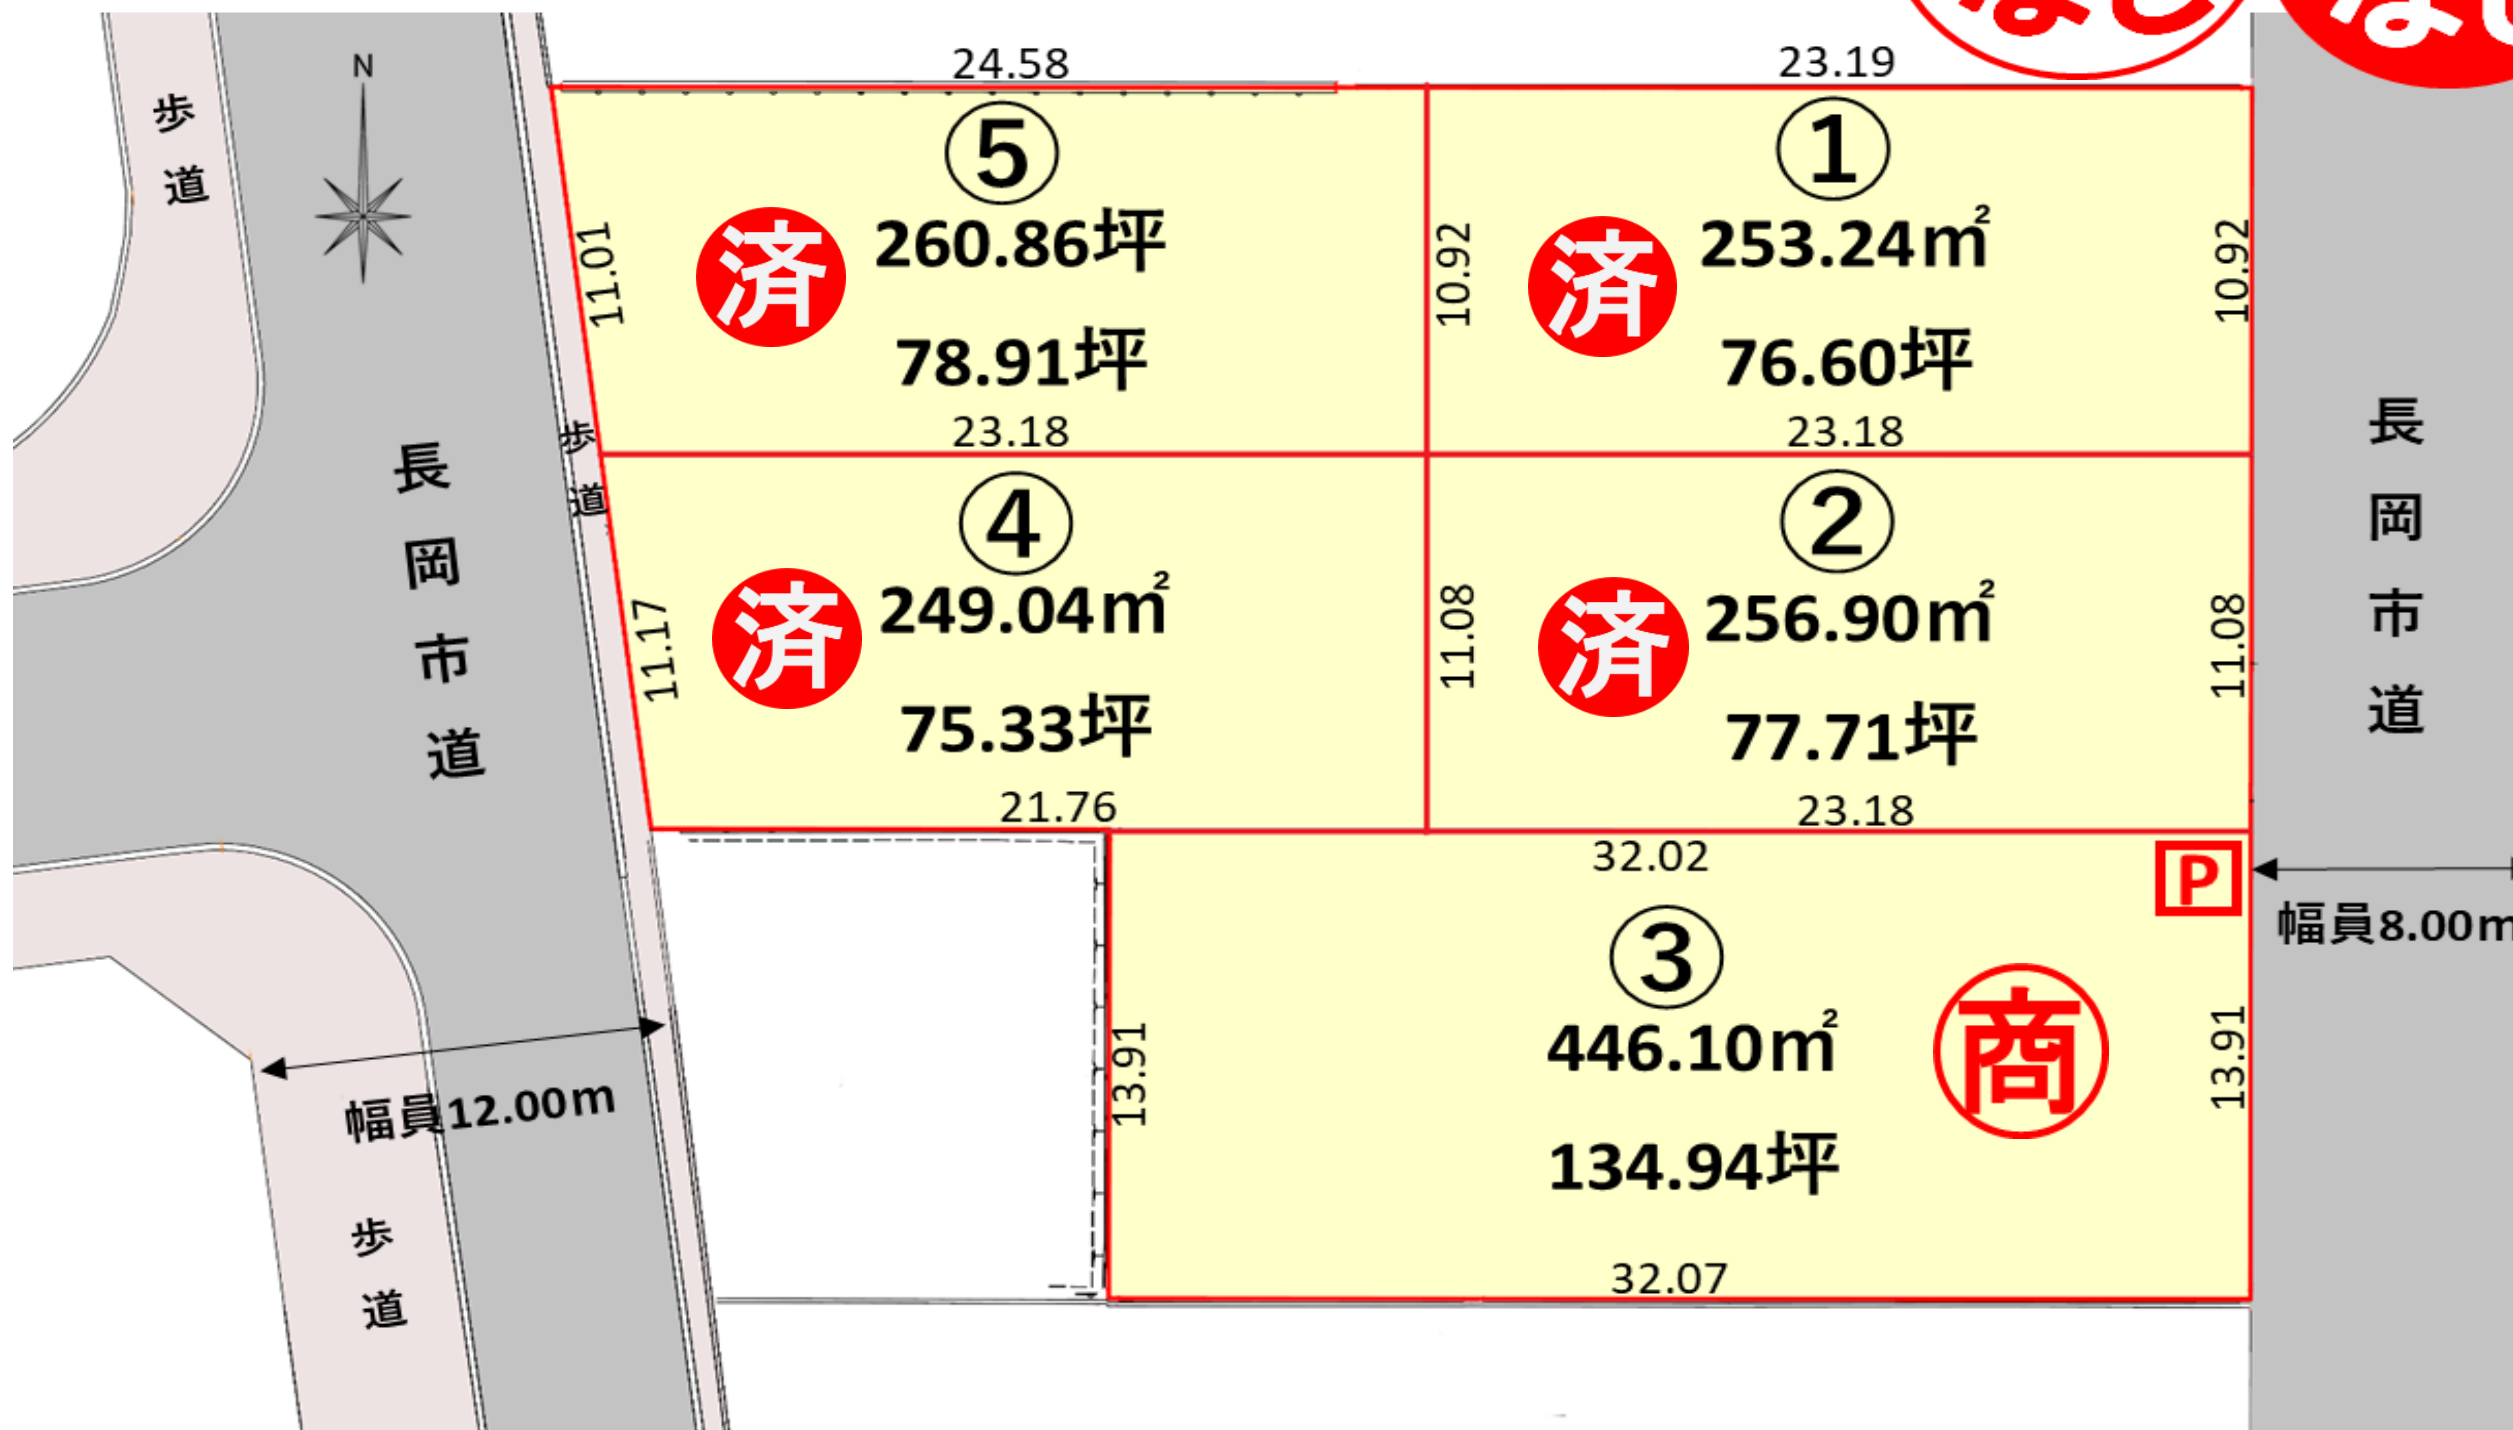 N
歩道
長岡市道
歩道
幅員12.00m
歩道
24.58
⑤
済
260.86坪
78.91坪
11.01
23.18
23.19
①
済
253.24㎡
76.60坪
10.92
10.92
23.18
④
済
249.04㎡
75.33坪
11.17
21.76
②
済
256.90㎡
77.71坪
11.08
11.08
23.18
32.02
P
③
446.10㎡
134.94坪
商
13.91
13.91
32.07
長岡市道
幅員8.00m